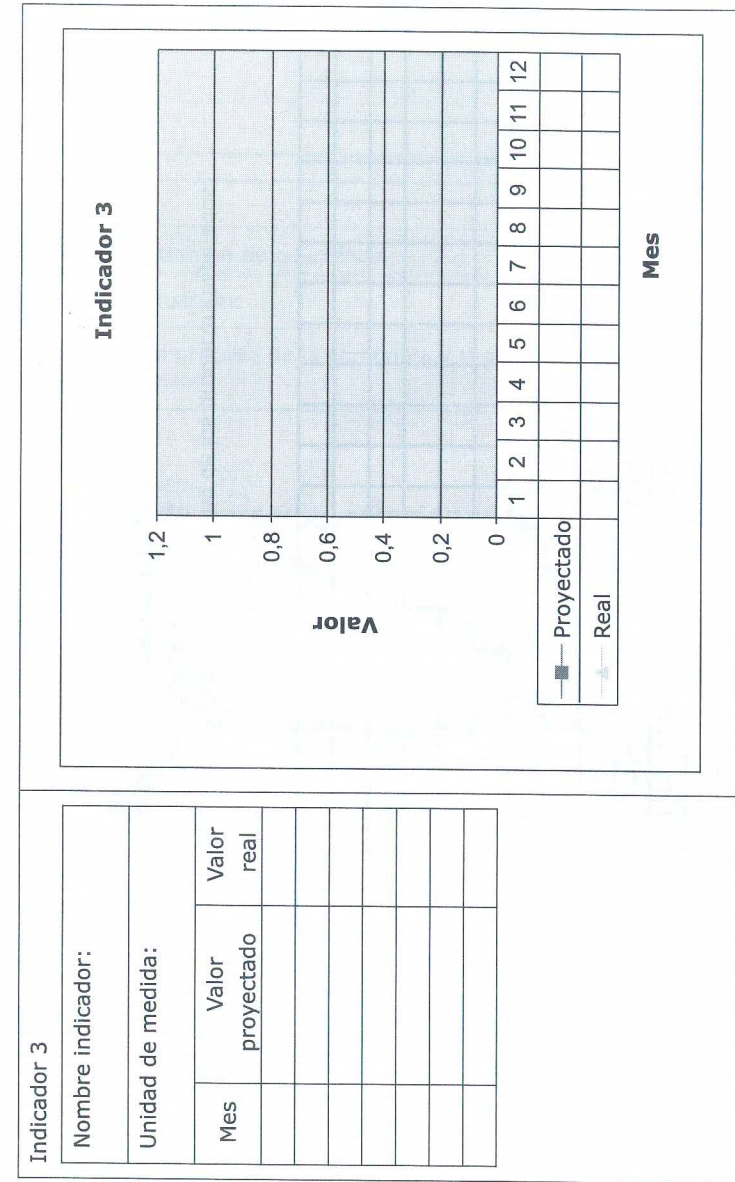 Indicador 3
Nombre indicador:
Unidad de medida:
Mes Valor proyectado Valor real
Indicador 3
Valor
1,2
1
0,8
0,6
0,4
0,2
0
1 2 3 4 5 6 7 8 9 10 11 12
Proyectado
Real
Mes